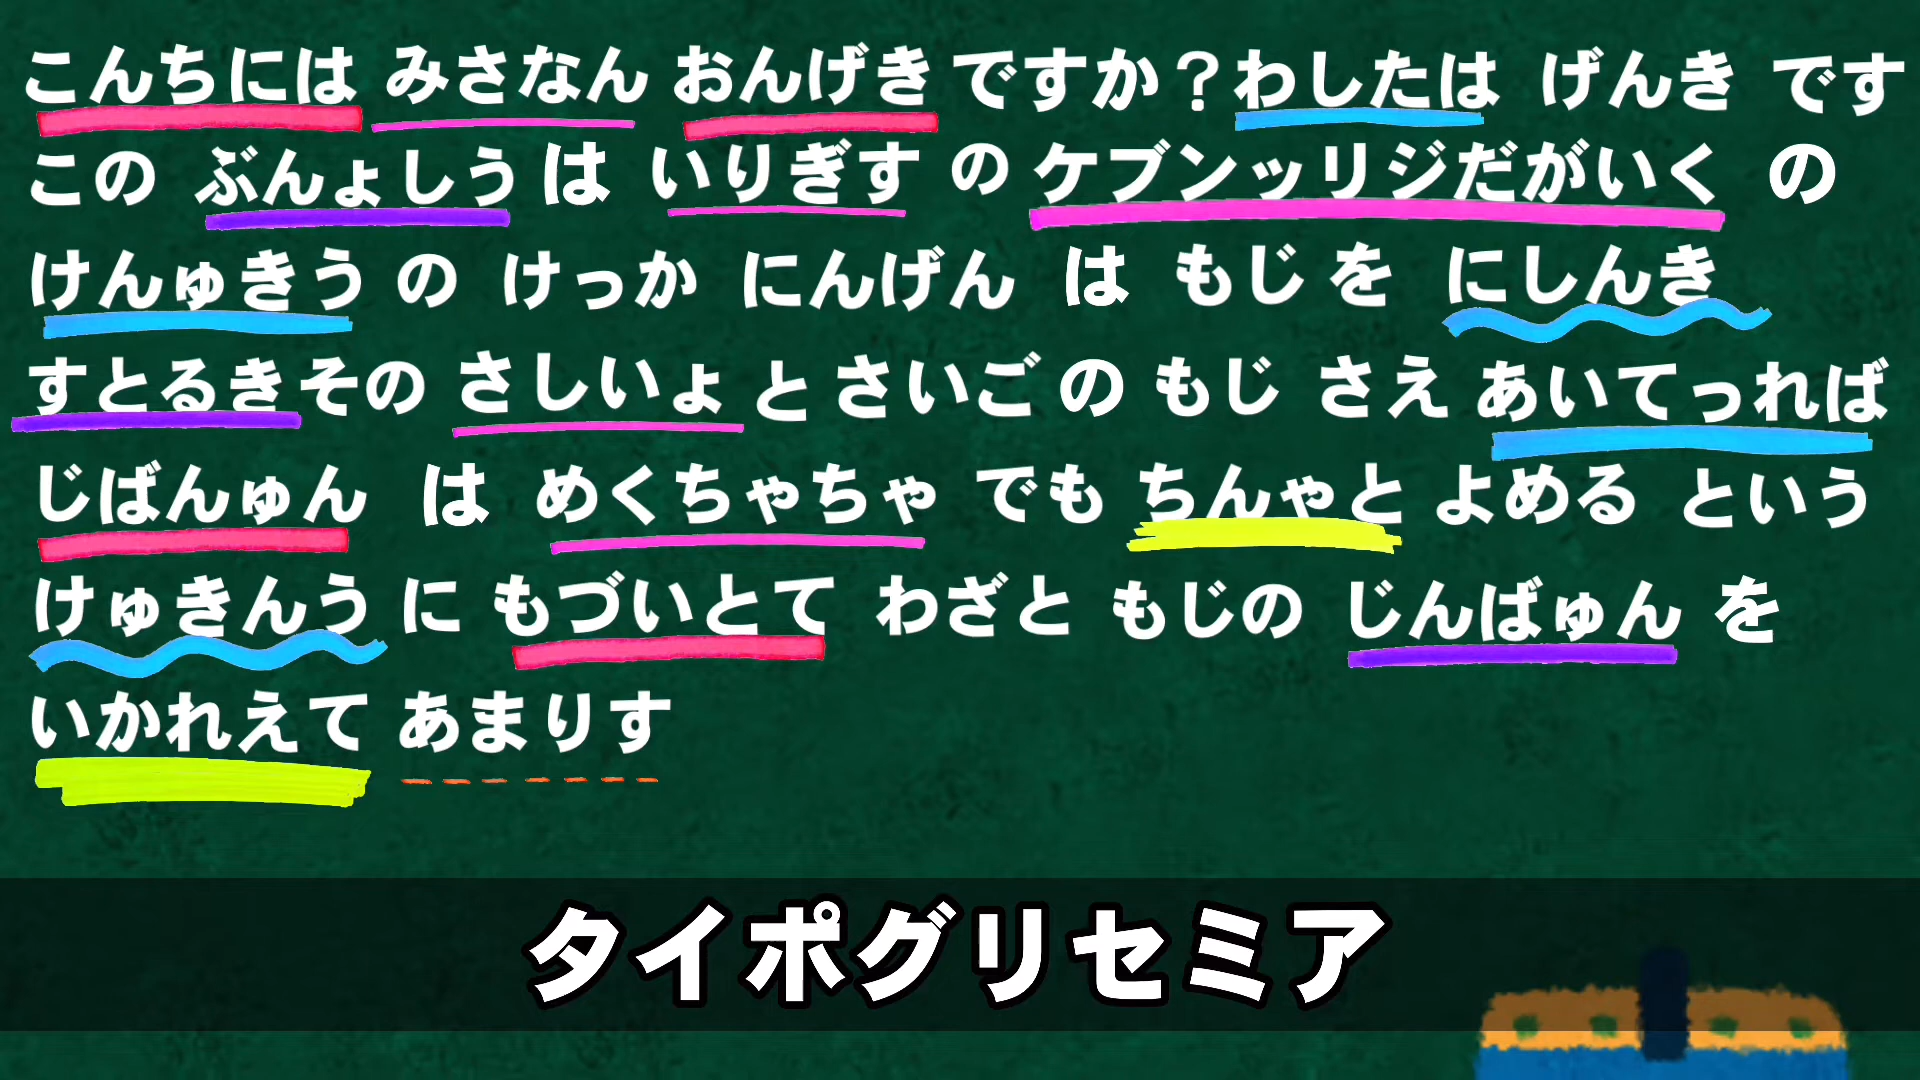 こんちには みさなん おんげき ですか？わしたは げんき です
この ぶんょしう は いりぎす の ケブンッリジだがいく の
けんゅきう の けっか にんげん は もじ を にしんき
すとるき その さしいょ と さいご の もじ さえ あいてっれば
じばんゅん は めくちゃちゃ でも ちんゃと よめる という
けゅきんう に もづいとて わざと もじの じんばゅん を
いかれえて あまりす
タイポグリセミア